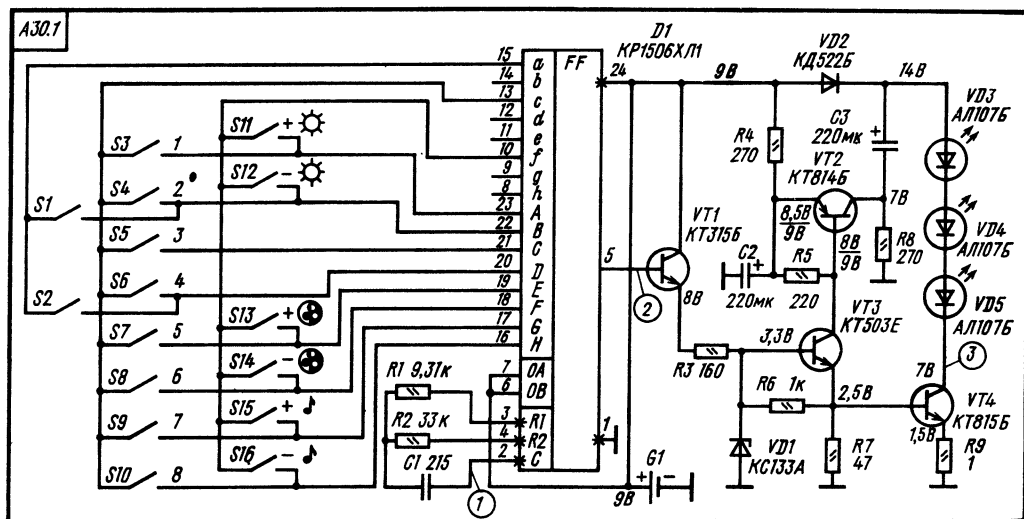 А30.1
D1
КР1506ХЛ1
FF
15 a
14 b
13 c
12 d
11 e
10 f
9 g
8 h
23 A
22 B
21 C
20 D
19 E
18 F
17 G
16 H
7 0A
6 0B
3 R1
4 R2
2 C
24
5
1
S1
S2
S3 1
S4 2
S5 3
S6 4
S7 5
S8 6
S9 7
S10 8
S11 +
S12 −
S13 +
S14 −
S15 + ♪
S16 − ♪
R1 9,31к
R2 33к
C1 215
1
9В
VD2
КД522Б
14В
R4
270
C3
220мк
+
VD3
АЛ107Б
VT2
КТ814Б
7В
VT1
КТ315Б
8,5В
9В
8В
9В
R8
270
VD4
АЛ107Б
C2
+
220мк
R5
220
2
8В
VD5
АЛ107Б
VT3
КТ503Е
3,3В
R3 160
R6 1к
2,5В
7В
3
VT4
КТ815Б
1,5В
VD1
КС133А
R7
47
R9
1
G1
+ −
9В